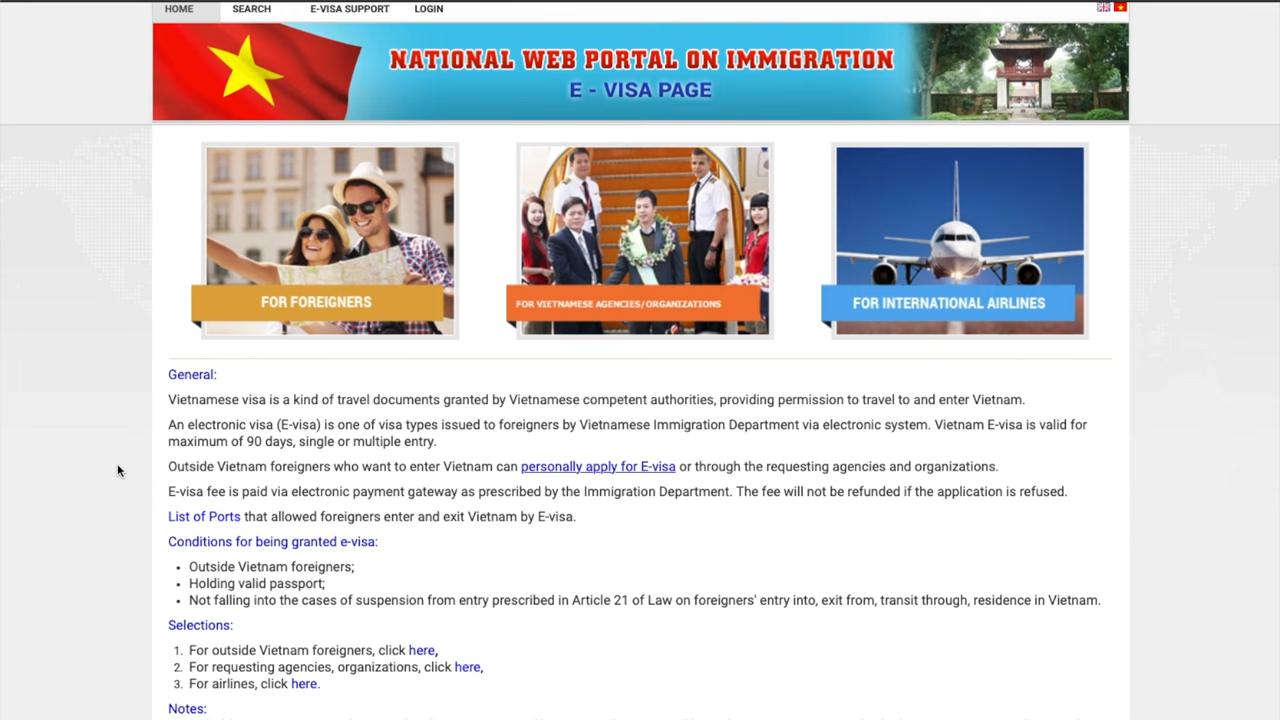 HOME SEARCH E-VISA SUPPORT LOGIN
NATIONAL WEB PORTAL ON IMMIGRATION
E - VISA PAGE
FOR FOREIGNERS
FOR VIETNAMESE AGENCIES/ORGANIZATIONS
FOR INTERNATIONAL AIRLINES
General:
Vietnamese visa is a kind of travel documents granted by Vietnamese competent authorities, providing permission to travel to and enter Vietnam.
An electronic visa (E-visa) is one of visa types issued to foreigners by Vietnamese Immigration Department via electronic system. Vietnam E-visa is valid for
maximum of 90 days, single or multiple entry.
Outside Vietnam foreigners who want to enter Vietnam can personally apply for E-visa or through the requesting agencies and organizations.
E-visa fee is paid via electronic payment gateway as prescribed by the Immigration Department. The fee will not be refunded if the application is refused.
List of Ports that allowed foreigners enter and exit Vietnam by E-visa.
Conditions for being granted e-visa:
• Outside Vietnam foreigners;
• Holding valid passport;
• Not falling into the cases of suspension from entry prescribed in Article 21 of Law on foreigners' entry into, exit from, transit through, residence in Vietnam.
Selections:
1. For outside Vietnam foreigners, click here,
2. For requesting agencies, organizations, click here,
3. For airlines, click here.
Notes: